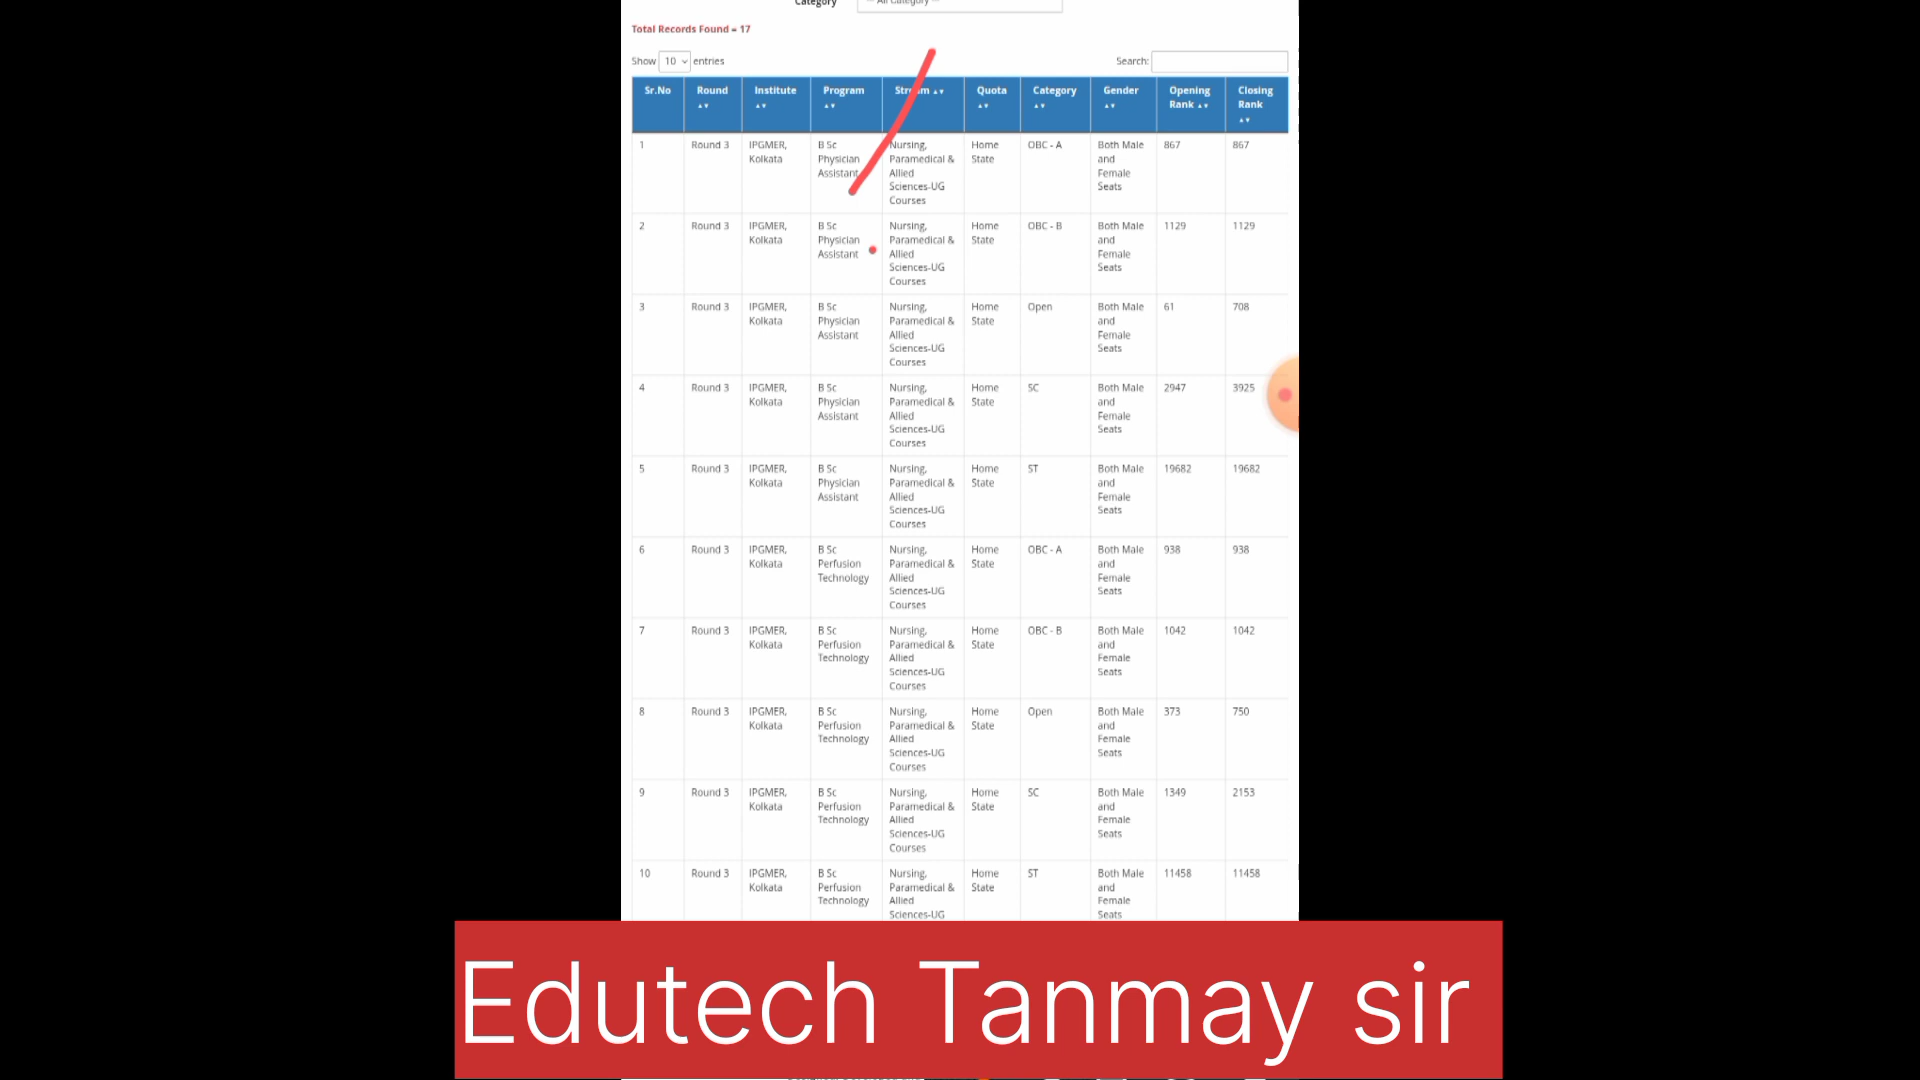 Category
-- All Category --
Total Records Found = 17
Show 10 entries Search:
Sr.No Round Institute Program Stream Quota Category Gender Opening Rank Closing Rank
1 Round 3 IPGMER, Kolkata B Sc Physician Assistant Nursing, Paramedical & Allied Sciences-UG Courses Home State OBC - A Both Male and Female Seats 867 867
2 Round 3 IPGMER, Kolkata B Sc Physician Assistant Nursing, Paramedical & Allied Sciences-UG Courses Home State OBC - B Both Male and Female Seats 1129 1129
3 Round 3 IPGMER, Kolkata B Sc Physician Assistant Nursing, Paramedical & Allied Sciences-UG Courses Home State Open Both Male and Female Seats 61 708
4 Round 3 IPGMER, Kolkata B Sc Physician Assistant Nursing, Paramedical & Allied Sciences-UG Courses Home State SC Both Male and Female Seats 2947 3925
5 Round 3 IPGMER, Kolkata B Sc Physician Assistant Nursing, Paramedical & Allied Sciences-UG Courses Home State ST Both Male and Female Seats 19682 19682
6 Round 3 IPGMER, Kolkata B Sc Perfusion Technology Nursing, Paramedical & Allied Sciences-UG Courses Home State OBC - A Both Male and Female Seats 938 938
7 Round 3 IPGMER, Kolkata B Sc Perfusion Technology Nursing, Paramedical & Allied Sciences-UG Courses Home State OBC - B Both Male and Female Seats 1042 1042
8 Round 3 IPGMER, Kolkata B Sc Perfusion Technology Nursing, Paramedical & Allied Sciences-UG Courses Home State Open Both Male and Female Seats 373 750
9 Round 3 IPGMER, Kolkata B Sc Perfusion Technology Nursing, Paramedical & Allied Sciences-UG Courses Home State SC Both Male and Female Seats 1349 2153
10 Round 3 IPGMER, Kolkata B Sc Perfusion Technology Nursing, Paramedical & Allied Sciences-UG Home State ST Both Male and Female Seats 11458 11458
Edutech Tanmay sir